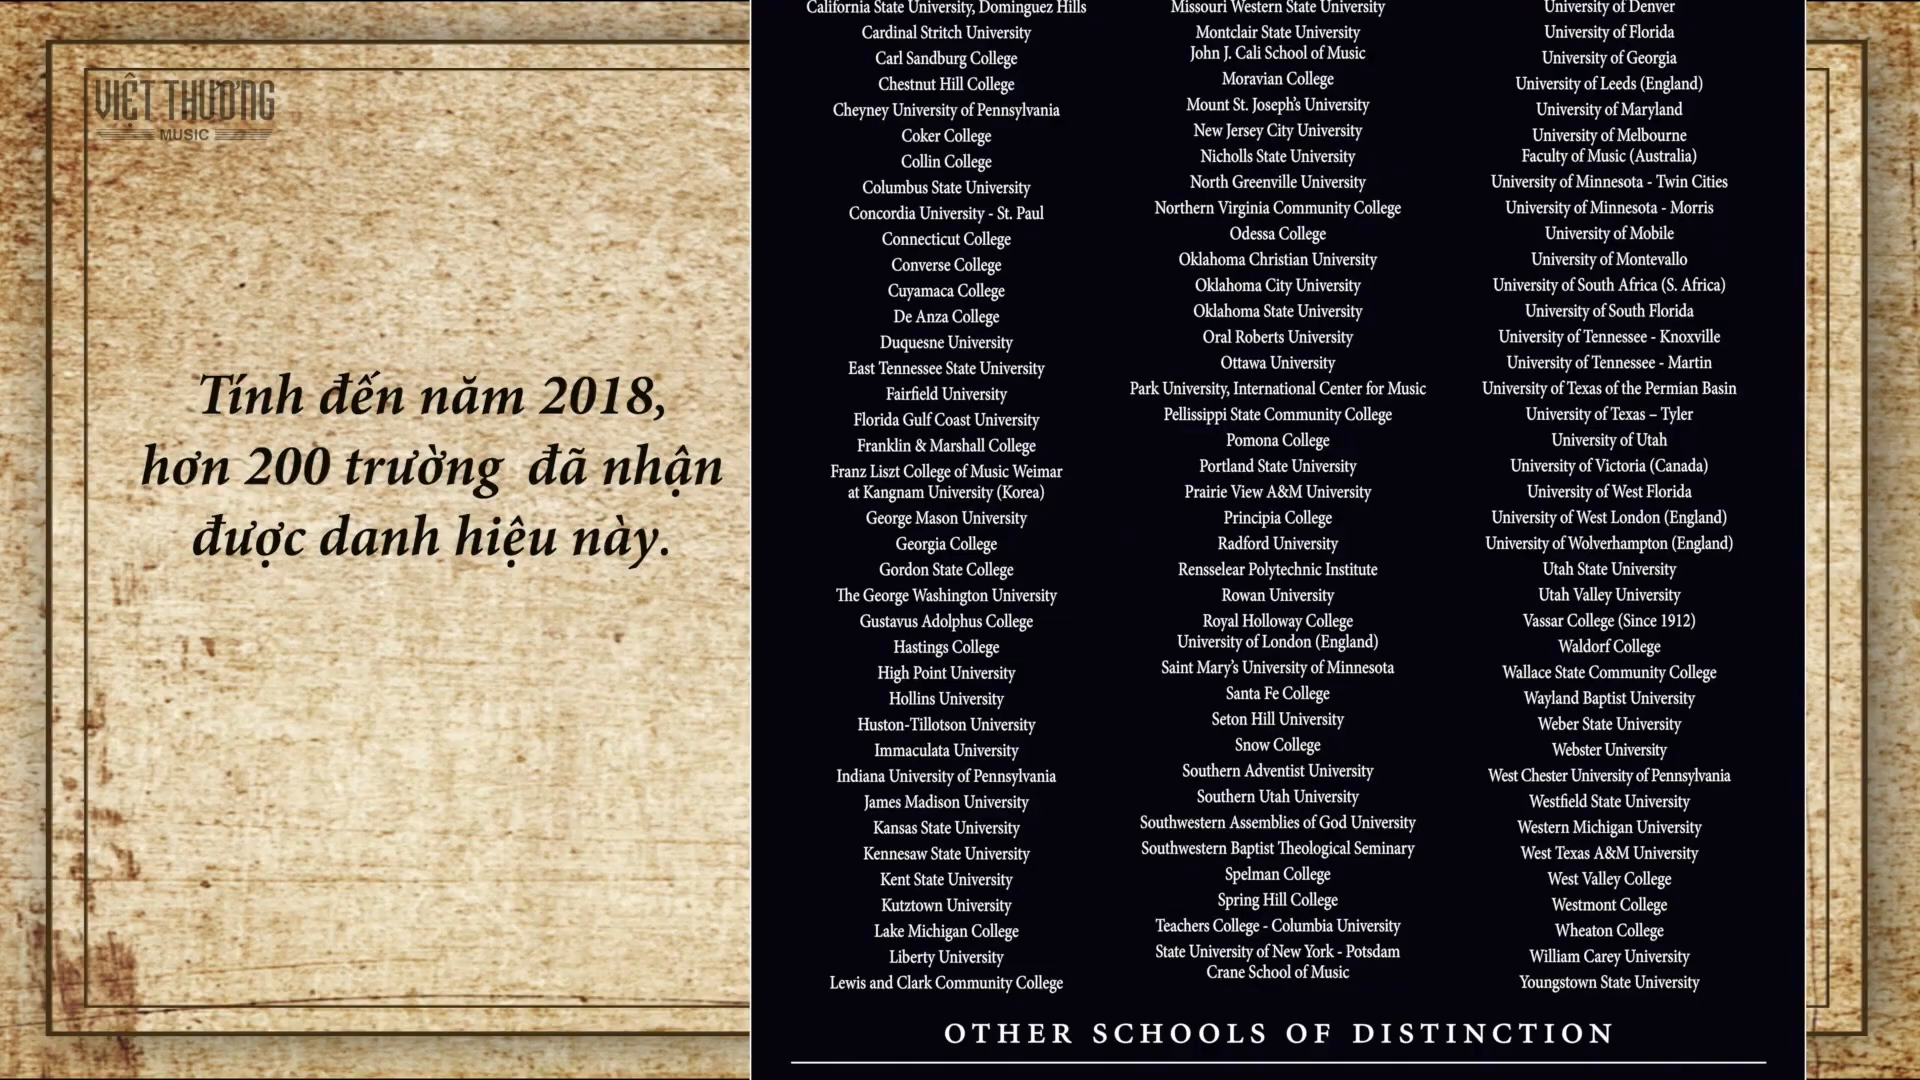 VIỆT THƯƠNG
MUSIC
Tính đến năm 2018,
hơn 200 trường đã nhận
được danh hiệu này.
California State University, Dominguez Hills
Cardinal Stritch University
Carl Sandburg College
Chestnut Hill College
Cheyney University of Pennsylvania
Coker College
Collin College
Columbus State University
Concordia University - St. Paul
Connecticut College
Converse College
Cuyamaca College
De Anza College
Duquesne University
East Tennessee State University
Fairfield University
Florida Gulf Coast University
Franklin & Marshall College
Franz Liszt College of Music Weimar
at Kangnam University (Korea)
George Mason University
Georgia College
Gordon State College
The George Washington University
Gustavus Adolphus College
Hastings College
High Point University
Hollins University
Huston-Tillotson University
Immaculata University
Indiana University of Pennsylvania
James Madison University
Kansas State University
Kennesaw State University
Kent State University
Kutztown University
Lake Michigan College
Liberty University
Lewis and Clark Community College
Missouri Western State University
Montclair State University
John J. Cali School of Music
Moravian College
Mount St. Joseph's University
New Jersey City University
Nicholls State University
North Greenville University
Northern Virginia Community College
Odessa College
Oklahoma Christian University
Oklahoma City University
Oklahoma State University
Oral Roberts University
Ottawa University
Park University, International Center for Music
Pellissippi State Community College
Pomona College
Portland State University
Prairie View A&M University
Principia College
Radford University
Rensselear Polytechnic Institute
Rowan University
Royal Holloway College
University of London (England)
Saint Mary's University of Minnesota
Santa Fe College
Seton Hill University
Snow College
Southern Adventist University
Southern Utah University
Southwestern Assemblies of God University
Southwestern Baptist Theological Seminary
Spelman College
Spring Hill College
Teachers College - Columbia University
State University of New York - Potsdam
Crane School of Music
University of Denver
University of Florida
University of Georgia
University of Leeds (England)
University of Maryland
University of Melbourne
Faculty of Music (Australia)
University of Minnesota - Twin Cities
University of Minnesota - Morris
University of Mobile
University of Montevallo
University of South Africa (S. Africa)
University of South Florida
University of Tennessee - Knoxville
University of Tennessee - Martin
University of Texas of the Permian Basin
University of Texas – Tyler
University of Utah
University of Victoria (Canada)
University of West Florida
University of West London (England)
University of Wolverhampton (England)
Utah State University
Utah Valley University
Vassar College (Since 1912)
Waldorf College
Wallace State Community College
Wayland Baptist University
Weber State University
Webster University
West Chester University of Pennsylvania
Westfield State University
Western Michigan University
West Texas A&M University
West Valley College
Westmont College
Wheaton College
William Carey University
Youngstown State University
OTHER SCHOOLS OF DISTINCTION